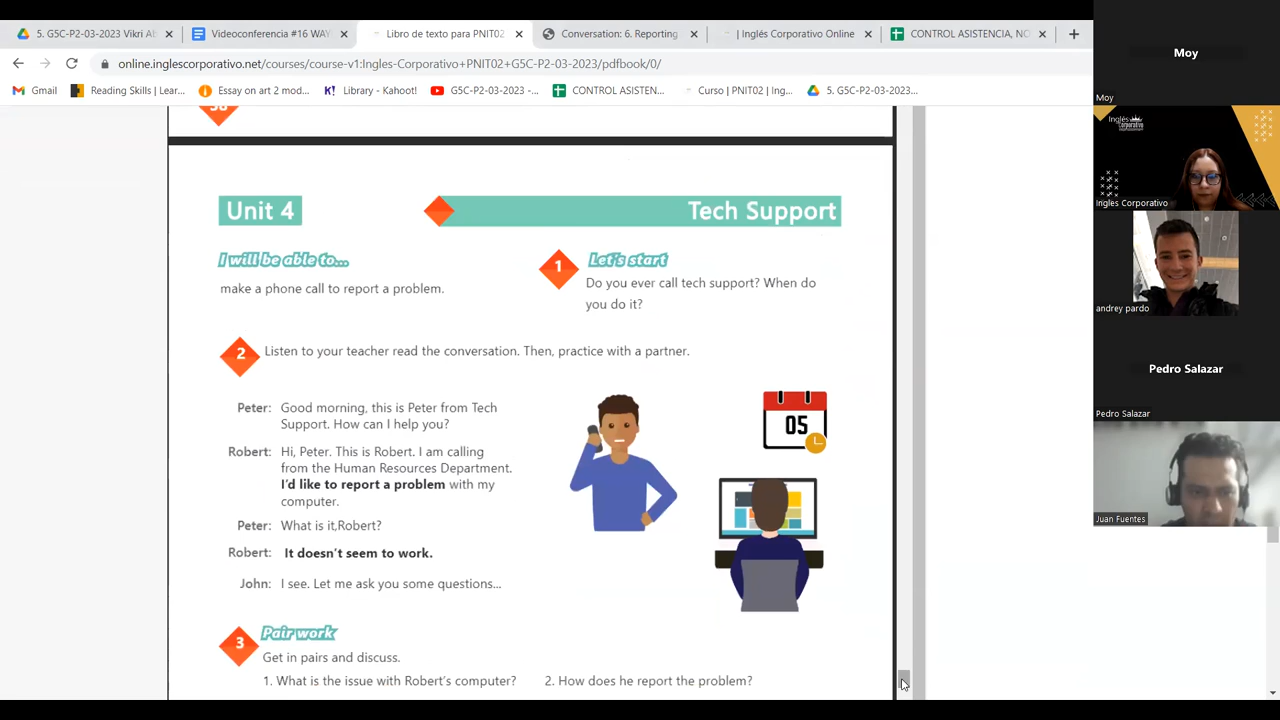 5. G5C-P2-03-2023 Vikri Ab
Videoconferencia #16 WAY
Libro de texto para PNIT02
Conversation: 6. Reporting
| Inglés Corporativo Online
CONTROL ASISTENCIA, NO
online.inglescorporativo.net/courses/course-v1:Ingles-Corporativo+PNIT02+G5C-P2-03-2023/pdfbook/0/
Gmail
Reading Skills | Lear...
Essay on art 2 mod...
Library - Kahoot!
G5C-P2-03-2023 -...
CONTROL ASISTEN...
Curso | PNIT02 | Ing...
5. G5C-P2-03-2023...
Unit 4
Tech Support
I will be able to...
make a phone call to report a problem.
1
Let's start
Do you ever call tech support? When do
you do it?
2
Listen to your teacher read the conversation. Then, practice with a partner.
Peter: Good morning, this is Peter from Tech
Support. How can I help you?
Robert: Hi, Peter. This is Robert. I am calling
from the Human Resources Department.
I'd like to report a problem with my
computer.
Peter: What is it,Robert?
Robert: It doesn't seem to work.
John: I see. Let me ask you some questions...
05
3
Pair work
Get in pairs and discuss.
1. What is the issue with Robert's computer?
2. How does he report the problem?
Moy
Moy
Inglés
Corporativo
Ingles Corporativo
andrey pardo
Pedro Salazar
Pedro Salazar
Juan Fuentes